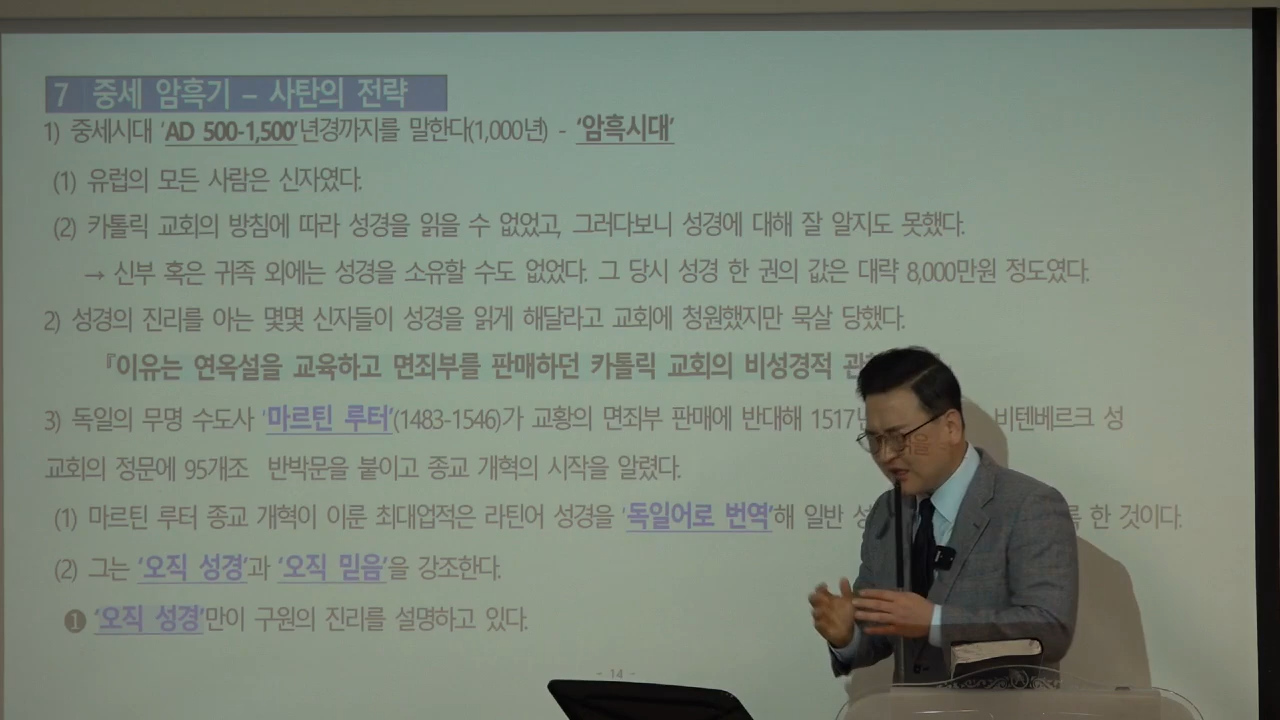 7 중세 암흑기 – 사탄의 전략
1) 중세시대 'AD 500-1,500'년경까지를 말한다(1,000년) - '암흑시대'
(1) 유럽의 모든 사람은 신자였다.
(2) 카톨릭 교회의 방침에 따라 성경을 읽을 수 없었고, 그러다보니 성경에 대해 잘 알지도 못했다.
→ 신부 혹은 귀족 외에는 성경을 소유할 수도 없었다. 그 당시 성경 한 권의 값은 대략 8,000만원 정도였다.
2) 성경의 진리를 아는 몇몇 신자들이 성경을 읽게 해달라고 교회에 청원했지만 묵살 당했다.
『이유는 연옥설을 교육하고 면죄부를 판매하던 카톨릭 교회의 비성경적
3) 독일의 무명 수도사 '마르틴 루터'(1483-1546)가 교황의 면죄부 판매에 반대해 1517 비텐베르크 성
교회의 정문에 95개조 반박문을 붙이고 종교 개혁의 시작을 알렸다.
(1) 마르틴 루터 종교 개혁이 이룬 최대업적은 라틴어 성경을 '독일어로 번역'해 일반 한 것이다.
(2) 그는 '오직 성경'과 '오직 믿음'을 강조한다.
❶ '오직 성경'만이 구원의 진리를 설명하고 있다.
- 14 -